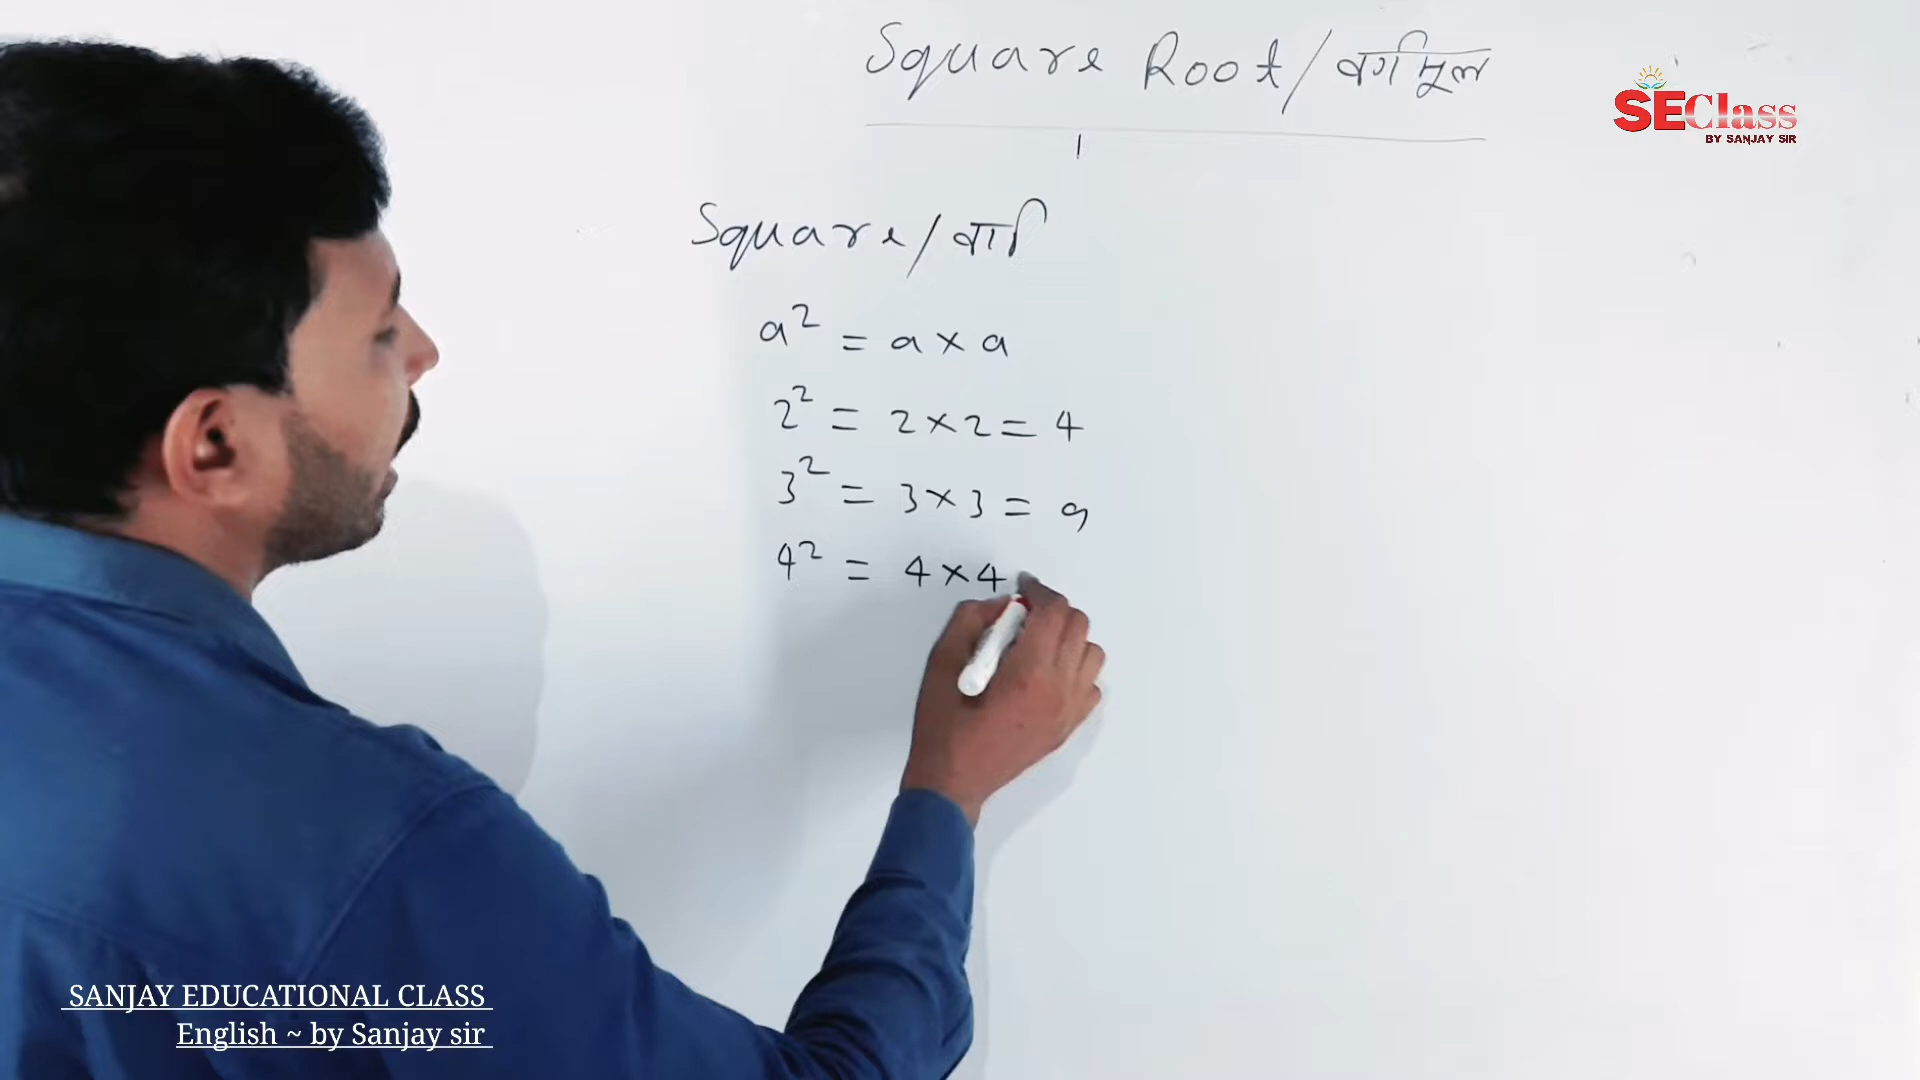 Square Root/वर्गमूल
SEClass
BY SANJAY SIR
Square/वार्ग
a² = a × a
2² = 2 × 2 = 4
3² = 3 × 3 = 9
4² = 4 × 4
SANJAY EDUCATIONAL CLASS
English ~ by Sanjay sir